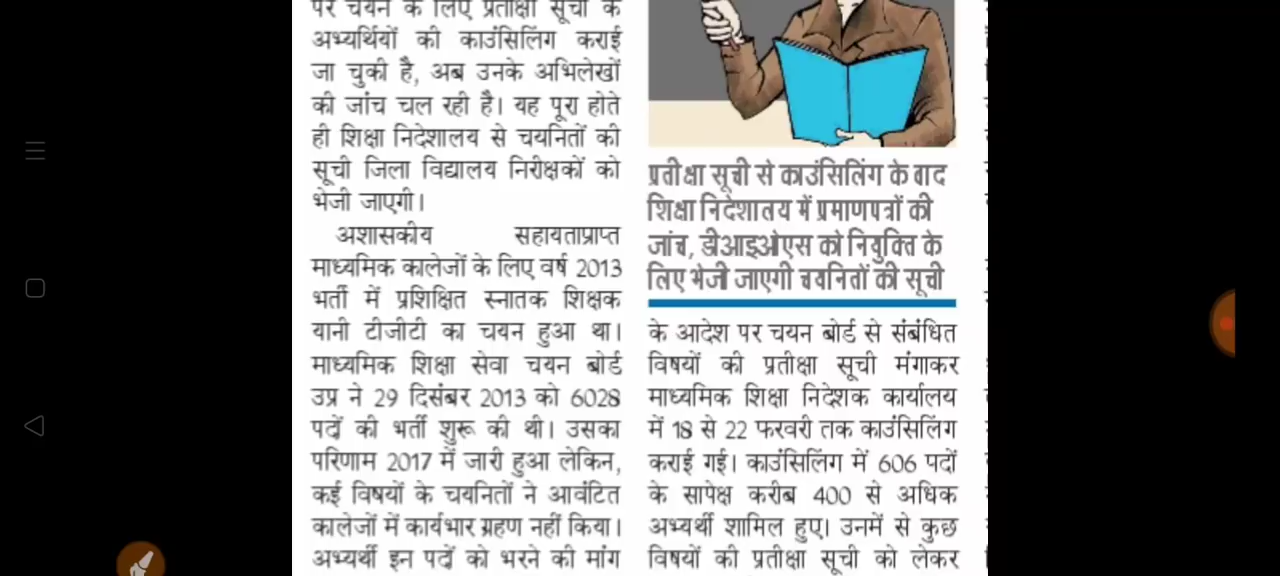 पर चयन के लिए प्रतीक्षा सूची के
अभ्यर्थियों की काउंसिलिंग कराई
जा चुकी है, अब उनके अभिलेखों
की जांच चल रही है। यह पूरा होते
ही शिक्षा निदेशालय से चयनितों की
सूची जिला विद्यालय निरीक्षकों को
भेजी जाएगी।
अशासकीय सहायताप्राप्त
माध्यमिक कालेजों के लिए वर्ष 2013
भर्ती में प्रशिक्षित स्नातक शिक्षक
यानी टीजीटी का चयन हुआ था।
माध्यमिक शिक्षा सेवा चयन बोर्ड
उप्र ने 29 दिसंबर 2013 को 6028
पदों की भर्ती शुरू की थी। उसका
परिणाम 2017 में जारी हुआ लेकिन,
कई विषयों के चयनितों ने आवंटित
कालेजों में कार्यभार ग्रहण नहीं किया।
अभ्यर्थी इन पदों को भरने की मांग
प्रतीक्षा सूची से काउंसिलिंग के बाद
शिक्षा निदेशालय में प्रमाणपत्रों की
जांच, डीआइओएस को नियुक्ति के
लिए भेजी जाएगी चयनितों की सूची
के आदेश पर चयन बोर्ड से संबंधित
विषयों की प्रतीक्षा सूची मंगाकर
माध्यमिक शिक्षा निदेशक कार्यालय
में 18 से 22 फरवरी तक काउंसिलिंग
कराई गई। काउंसिलिंग में 606 पदों
के सापेक्ष करीब 400 से अधिक
अभ्यर्थी शामिल हुए। उनमें से कुछ
विषयों की प्रतीक्षा सूची को लेकर